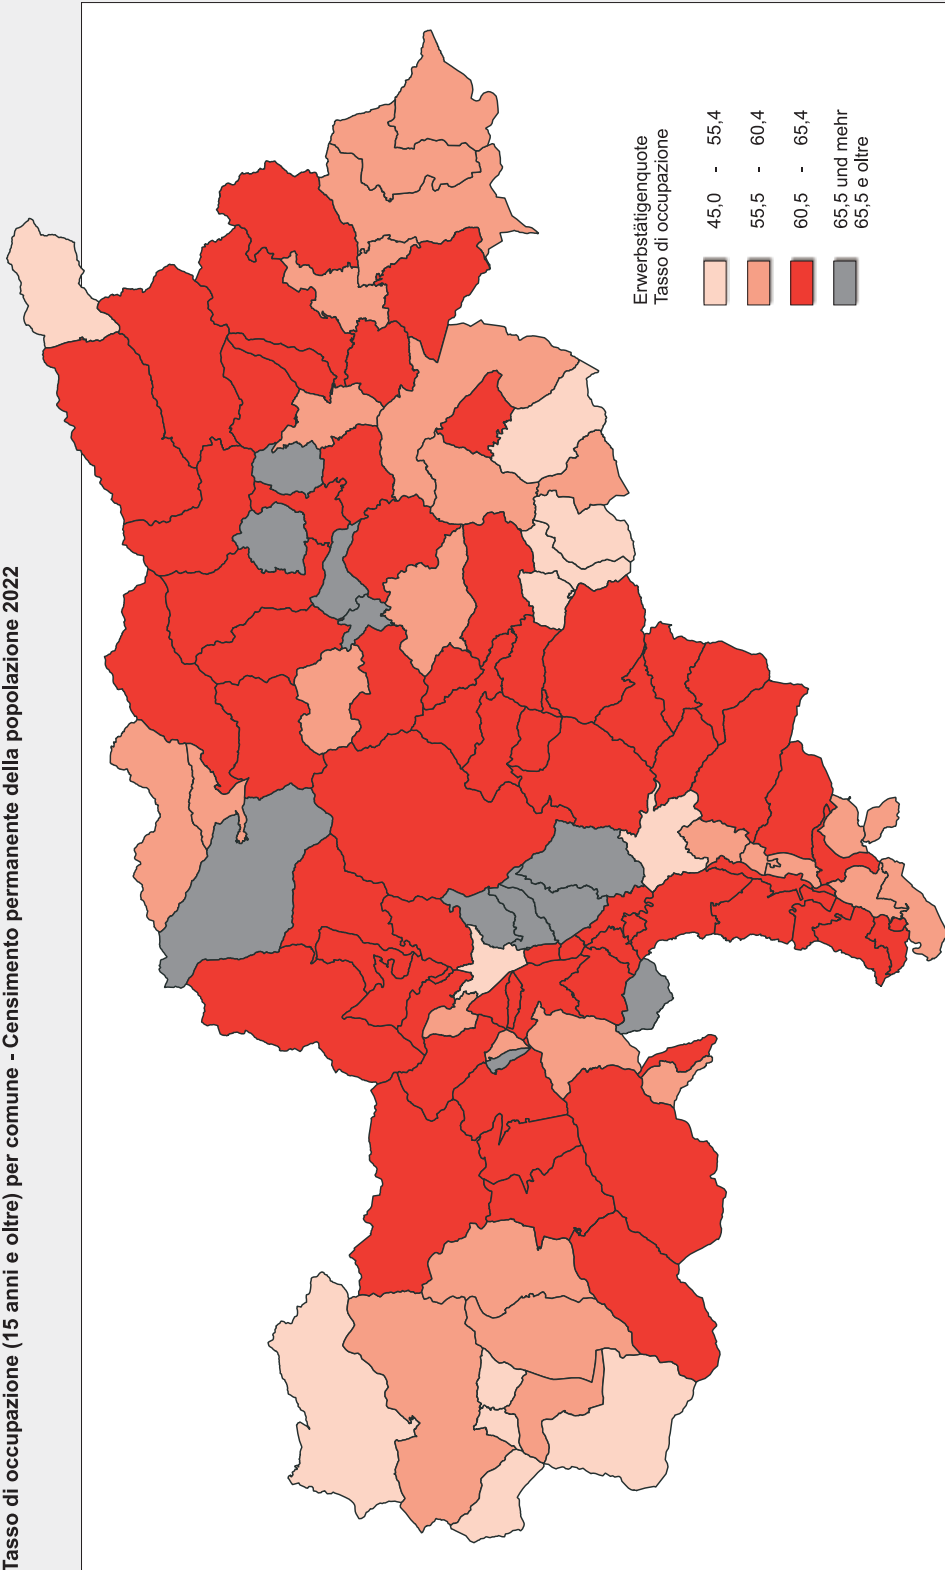 Tasso di occupazione (15 anni e oltre) per comune - Censimento permanente della popolazione 2022
Erwerbstätigenquote
Tasso di occupazione
45,0 - 55,4
55,5 - 60,4
60,5 - 65,4
65,5 und mehr
65,5 e oltre